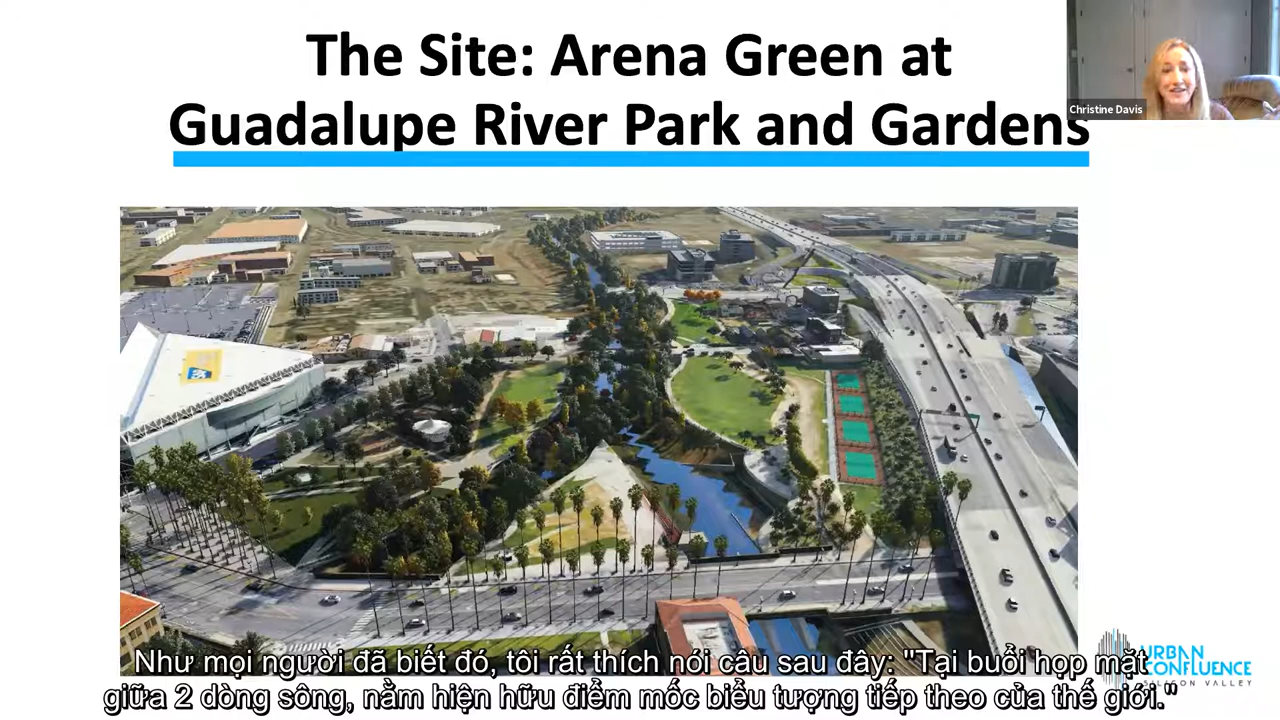 The Site: Arena Green at
Guadalupe River Park and Gardens
Christine Davis
URBAN
CONFLUENCE
SILICON VALLEY
Như mọi người đã biết đó, tôi rất thích nói câu sau đây: "Tại buổi họp mặt
giữa 2 dòng sông, nằm hiện hữu điểm mốc biểu tượng tiếp theo của thế giới."